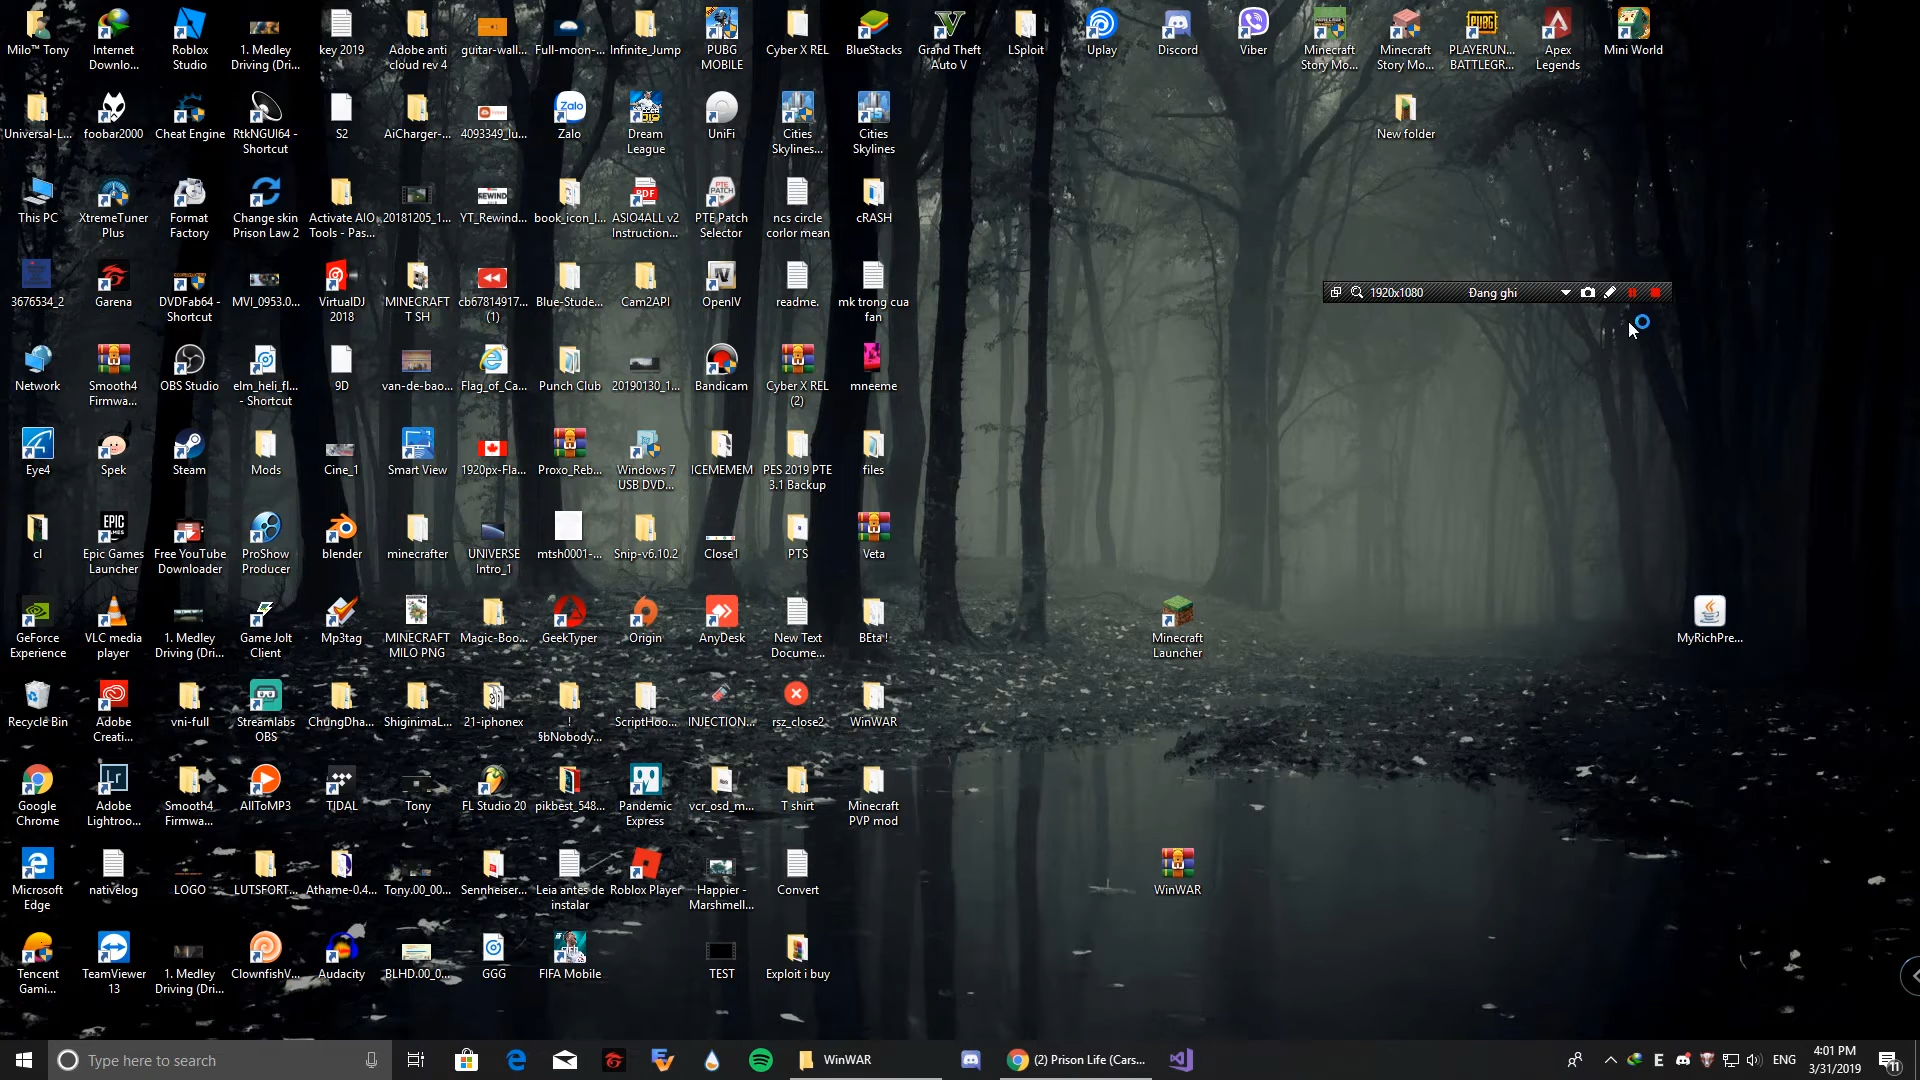 Milo™ Tony
Internet
Downlo...
Roblox
Studio
1. Medley
Driving (Dri...
key 2019
Adobe anti
cloud rev 4
guitar-wall...
Full-moon-...
Infinite_Jump
PUBG
MOBILE
Cyber X REL
BlueStacks
Grand Theft
Auto V
LSploit
Uplay
Discord
Viber
Minecraft
Story Mo...
Minecraft
Story Mo...
PLAYERUN...
BATTLEGR...
Apex
Legends
Mini World
Universal-L...
foobar2000
Cheat Engine
RtkNGUI64 -
Shortcut
S2
AiCharger-...
4093349_lu...
Zalo
Dream
League
UniFi
Cities
Skylines...
Cities
Skylines
New folder
This PC
XtremeTuner
Plus
Format
Factory
Change skin
Prison Law 2
Activate AIO
Tools - Pas...
20181205_1...
YT_Rewind...
book_icon_l...
ASIO4ALL v2
Instruction...
PTE Patch
Selector
ncs circle
corlor mean
cRASH
3676534_2
Garena
DVDFab64 -
Shortcut
MVI_0953.0...
VirtualDJ
2018
MINECRAFT
T SH
cb67814917...
(1)
Blue-Stude...
Cam2API
OpenIV
readme.
mk trong cua
fan
1920x1080
Đang ghi
Network
Smooth4
Firmwa...
OBS Studio
elm_heli_fl...
- Shortcut
9D
van-de-bao...
Flag_of_Ca...
Punch Club
20190130_1...
Bandicam
Cyber X REL
(2)
mneeme
Eye4
Spek
Steam
Mods
Cine_1
Smart View
1920px-Fla...
Proxo_Reb...
Windows 7
USB DVD...
ICEMEMEM
PES 2019 PTE
3.1 Backup
files
cl
Epic Games
Launcher
Free YouTube
Downloader
ProShow
Producer
blender
minecrafter
UNIVERSE
Intro_1
mtsh0001-...
Snip-v6.10.2
Close1
PTS
Veta
GeForce
Experience
VLC media
player
1. Medley
Driving (Dri...
Game Jolt
Client
Mp3tag
MINECRAFT
MILO PNG
Magic-Boo...
GeekTyper
Origin
AnyDesk
New Text
Docume...
BEta !
Minecraft
Launcher
MyRichPre...
Recycle Bin
Adobe
Creati...
vni-full
Streamlabs
OBS
ChungDha...
ShiginimaL...
21-iphonex
!
§bNobody...
ScriptHoo...
INJECTION...
rsz_close2
WinWAR
Google
Chrome
Adobe
Lightroo...
Smooth4
Firmwa...
AllToMP3
TIDAL
Tony
FL Studio 20
pikbest_548...
Pandemic
Express
vcr_osd_m...
T shirt
Minecraft
PVP mod
Microsoft
Edge
nativelog
LOGO
LUTSFORT...
Athame-0.4...
Tony.00_00...
Sennheiser...
Leia antes de
instalar
Roblox Player
Happier -
Marshmell...
Convert
WinWAR
Tencent
Gami...
TeamViewer
13
1. Medley
Driving (Dri...
ClownfishV...
Audacity
BLHD.00_0...
GGG
FIFA Mobile
TEST
Exploit i buy
Type here to search
WinWAR
(2) Prison Life (Cars...
ENG
4:01 PM
3/31/2019
11